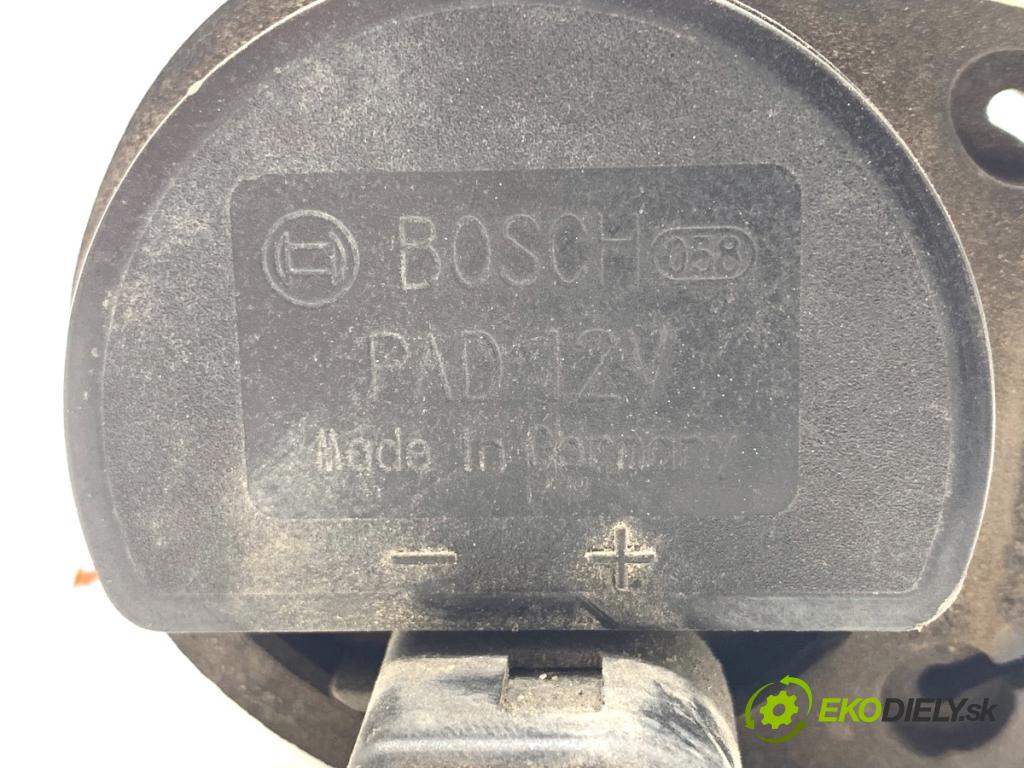 BOSCH 058
PAD 12V
Made in Germany
- +
EKODIELY.sk